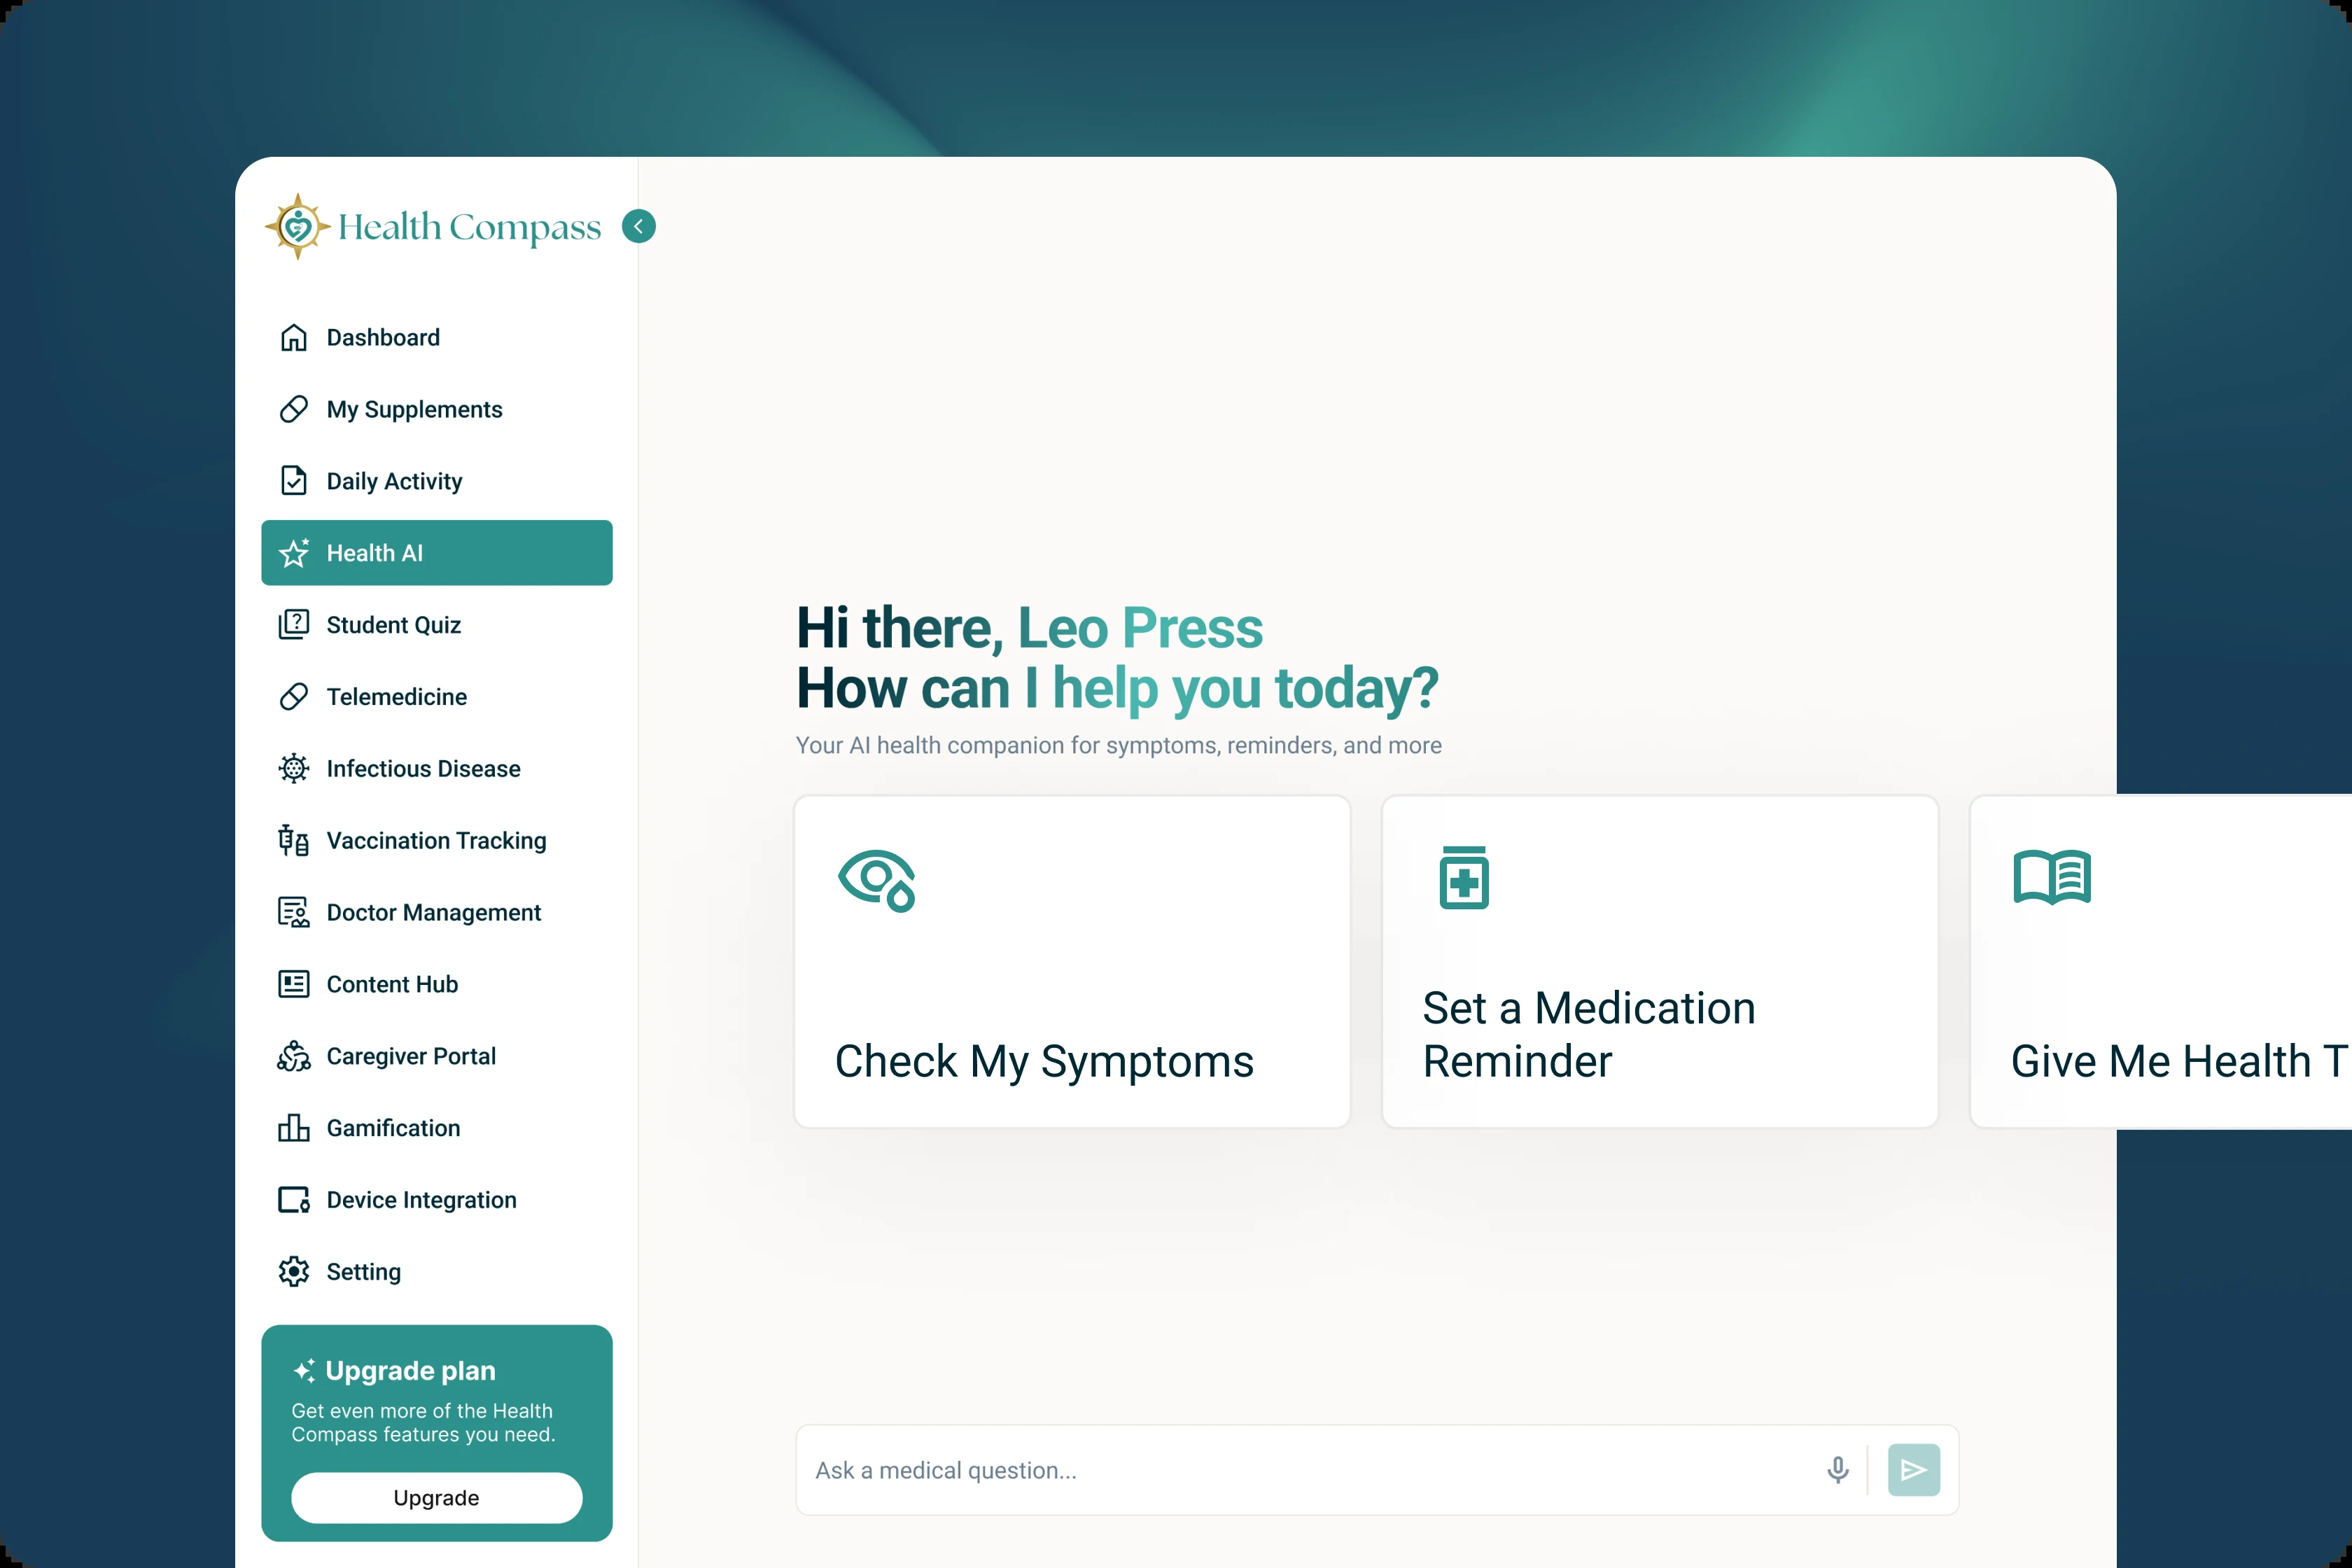 Health Compass
Dashboard
My Supplements
Daily Activity
Health AI
Student Quiz
Telemedicine
Infectious Disease
Vaccination Tracking
Doctor Management
Content Hub
Caregiver Portal
Gamification
Device Integration
Setting
Upgrade plan
Get even more of the Health
Compass features you need.
Upgrade
Hi there, Leo Press
How can I help you today?
Your AI health companion for symptoms, reminders, and more
Check My Symptoms
Set a Medication
Reminder
Give Me Health T
Ask a medical question...